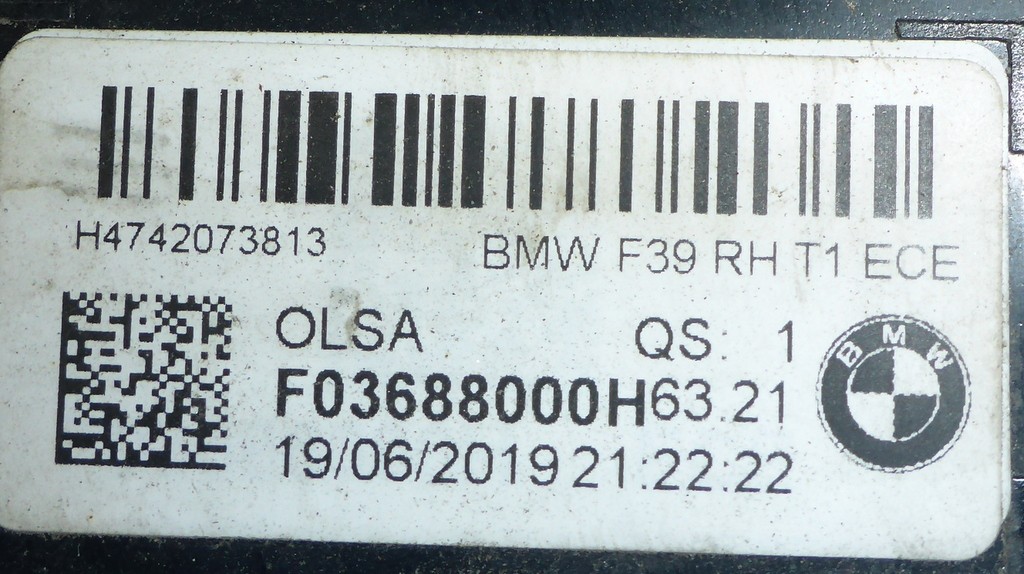 H4742073813 BMW F39 RH T1 ECE
OLSA QS: 1
F03688000H63.21
19/06/2019 21:22:22
BMW